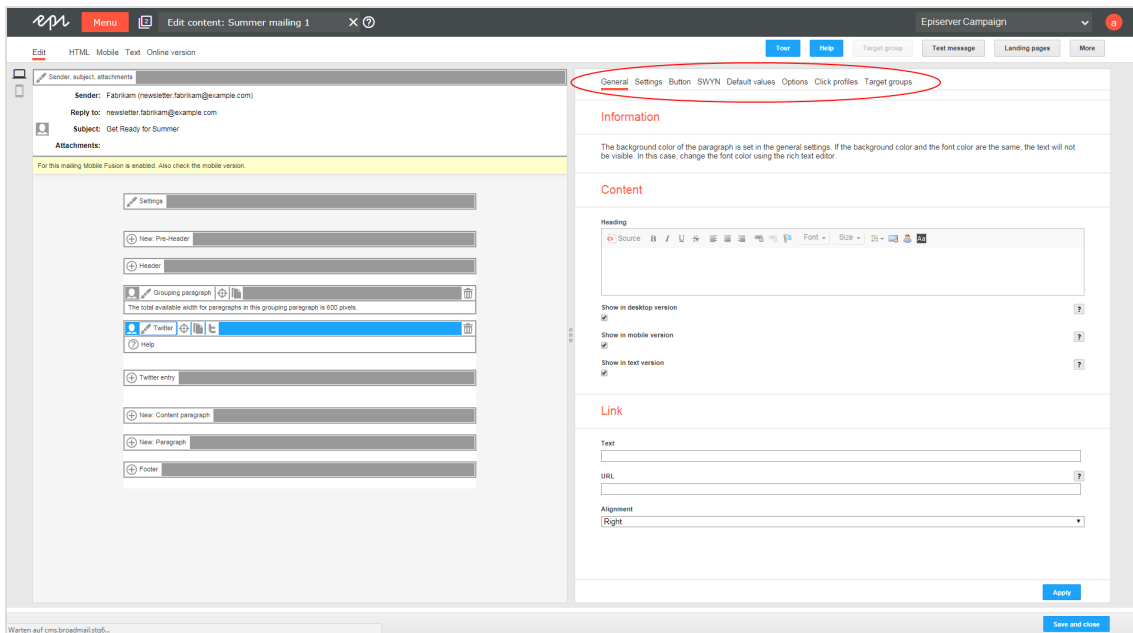 epi Menu 2 Edit content: Summer mailing 1 Episerver Campaign a
Edit HTML Mobile Text Online version Tour Help Target group Test message Landing pages More
Sender, subject, attachments
Sender: Fabrikam (newsletter.fabrikam@example.com)
Reply to: newsletter.fabrikam@example.com
Subject: Get Ready for Summer
Attachments:
For this mailing Mobile Fusion is enabled. Also check the mobile version.
Settings
New: Pre-Header
Header
Grouping paragraph
The total available width for paragraphs in this grouping paragraph is 600 pixels.
Twitter
? Help
Twitter entry
New: Content paragraph
New: Paragraph
Footer
General Settings Button SWYN Default values Options Click profiles Target groups
Information
The background color of the paragraph is set in the general settings. If the background color and the font color are the same, the text will not
be visible. In this case, change the font color using the rich text editor.
Content
Heading
Source B I U S Font Size Aa
Show in desktop version ?
Show in mobile version ?
Show in text version ?
Link
Text
URL ?
Alignment
Right
Apply
Save and close
Warten auf cms.broadmail.stg6...